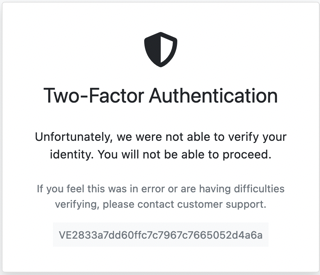 Two-Factor Authentication
Unfortunately, we were not able to verify your
identity. You will not be able to proceed.
If you feel this was in error or are having difficulties
verifying, please contact customer support.
VE2833a7dd60ffc7c7967c7665052d4a6a